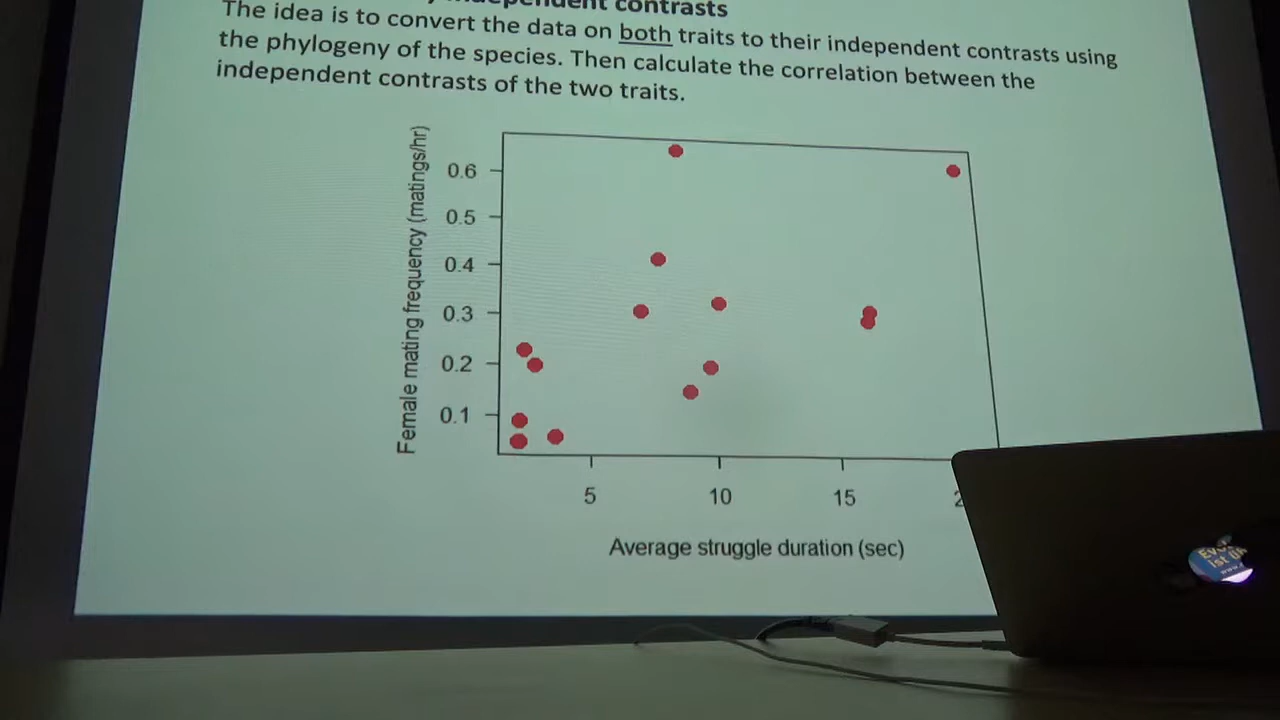 independent contrasts
The idea is to convert the data on both traits to their independent contrasts using
the phylogeny of the species. Then calculate the correlation between the
independent contrasts of the two traits.
Female mating frequency (matings/hr)
0.6
0.5
0.4
0.3
0.2
0.1
5
10
15
Average struggle duration (sec)